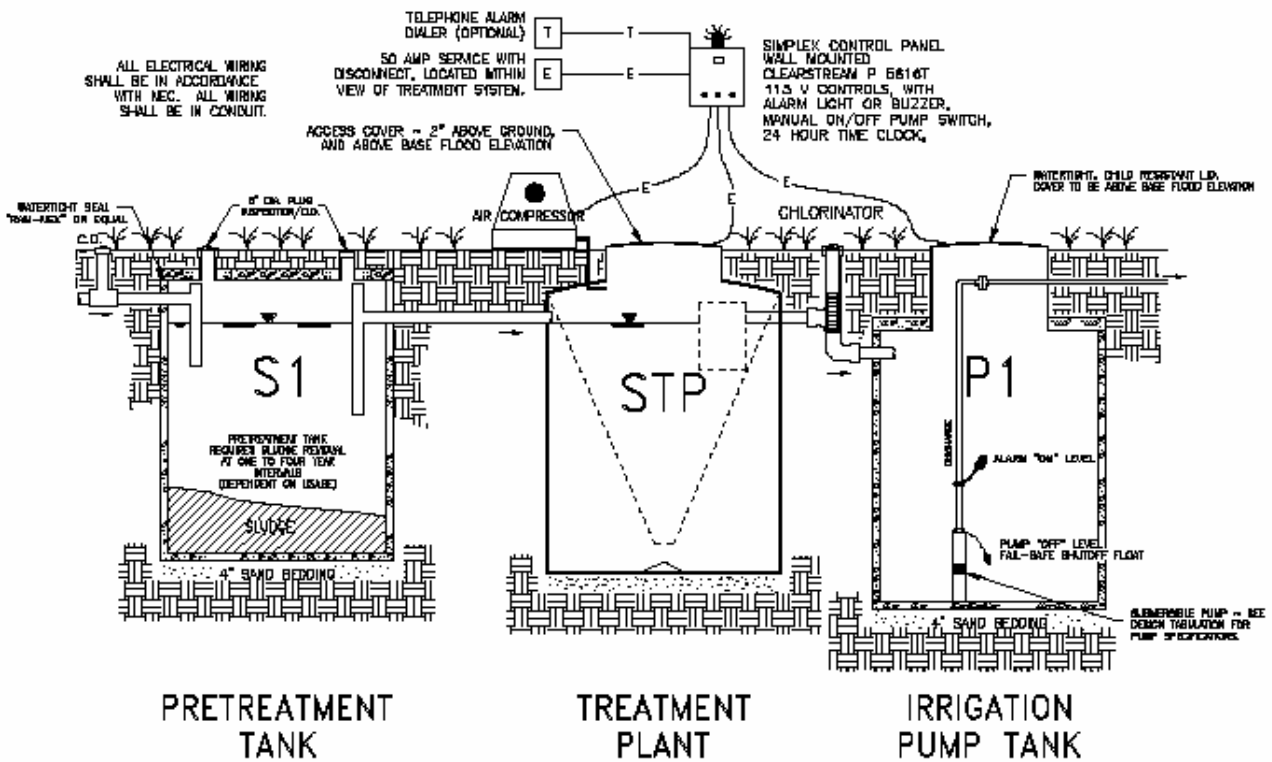 TELEPHONE ALARM
DIALER (OPTIONAL)
T
T
50 AMP SERVICE WITH
DISCONNECT, LOCATED WITHIN
VIEW OF TREATMENT SYSTEM.
E
E
ALL ELECTRICAL WIRING
SHALL BE IN ACCORDANCE
WITH NEC. ALL WIRING
SHALL BE IN CONDUIT.
SIMPLEX CONTROL PANEL
WALL MOUNTED
CLEARSTREAM P
115 V CONTROLS, WITH
ALARM LIGHT OR BUZZER,
MANUAL ON/OFF PUMP SWITCH,
24 HOUR TIME CLOCK.
ACCESS COVER ~ 2" ABOVE GROUND,
AND ABOVE BASE FLOOD ELEVATION
E
E
E
WATERTIGHT, CHILD RESISTANT LID.
COVER TO BE ABOVE BASE FLOOD ELEVATION
WATERTIGHT SEAL
OR EQUAL
DIA. PLUG
INSPECTION/C.O.
AIR COMPRESSOR
CHLORINATOR
C.O.
S1
STP
P1
PRETREATMENT TANK
REQUIRES SLUDGE REMOVAL
AT ONE TO FOUR YEAR
INTERVALS
(DEPENDENT ON USAGE)
SLUDGE
4" SAND BEDDING
DISCHARGE
ALARM "ON" LEVEL
PUMP "OFF" LEVEL
FAIL-SAFE SHUTOFF FLOAT
SUBMERSIBLE PUMP ~ SEE
DESIGN TABULATION FOR
PUMP SPECIFICATIONS.
4" SAND BEDDING
PRETREATMENT
TANK
TREATMENT
PLANT
IRRIGATION
PUMP TANK